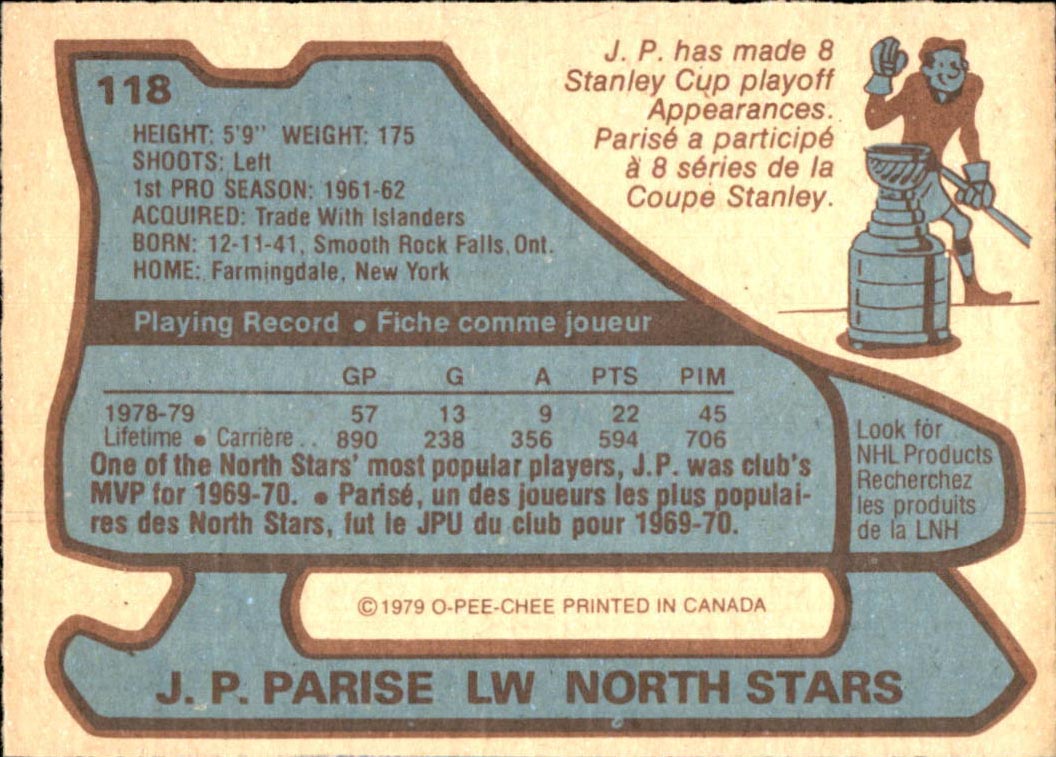 118
HEIGHT: 5'9" WEIGHT: 175
SHOOTS: Left
1st PRO SEASON: 1961-62
ACQUIRED: Trade With Islanders
BORN: 12-11-41, Smooth Rock Falls, Ont.
HOME: Farmingdale, New York
J. P. has made 8
Stanley Cup playoff
Appearances.
Parisé a participé
à 8 séries de la
Coupe Stanley.
Playing Record • Fiche comme joueur
GP G A PTS PIM
1978-79 57 13 9 22 45
Lifetime • Carrière .. 890 238 356 594 706
One of the North Stars' most popular players, J.P. was club's
MVP for 1969-70. • Parisé, un des joueurs les plus populai-
res des North Stars, fut le JPU du club pour 1969-70.
Look for
NHL Products
Recherchez
les produits
de la LNH
©1979 O-PEE-CHEE PRINTED IN CANADA
J. P. PARISE LW NORTH STARS